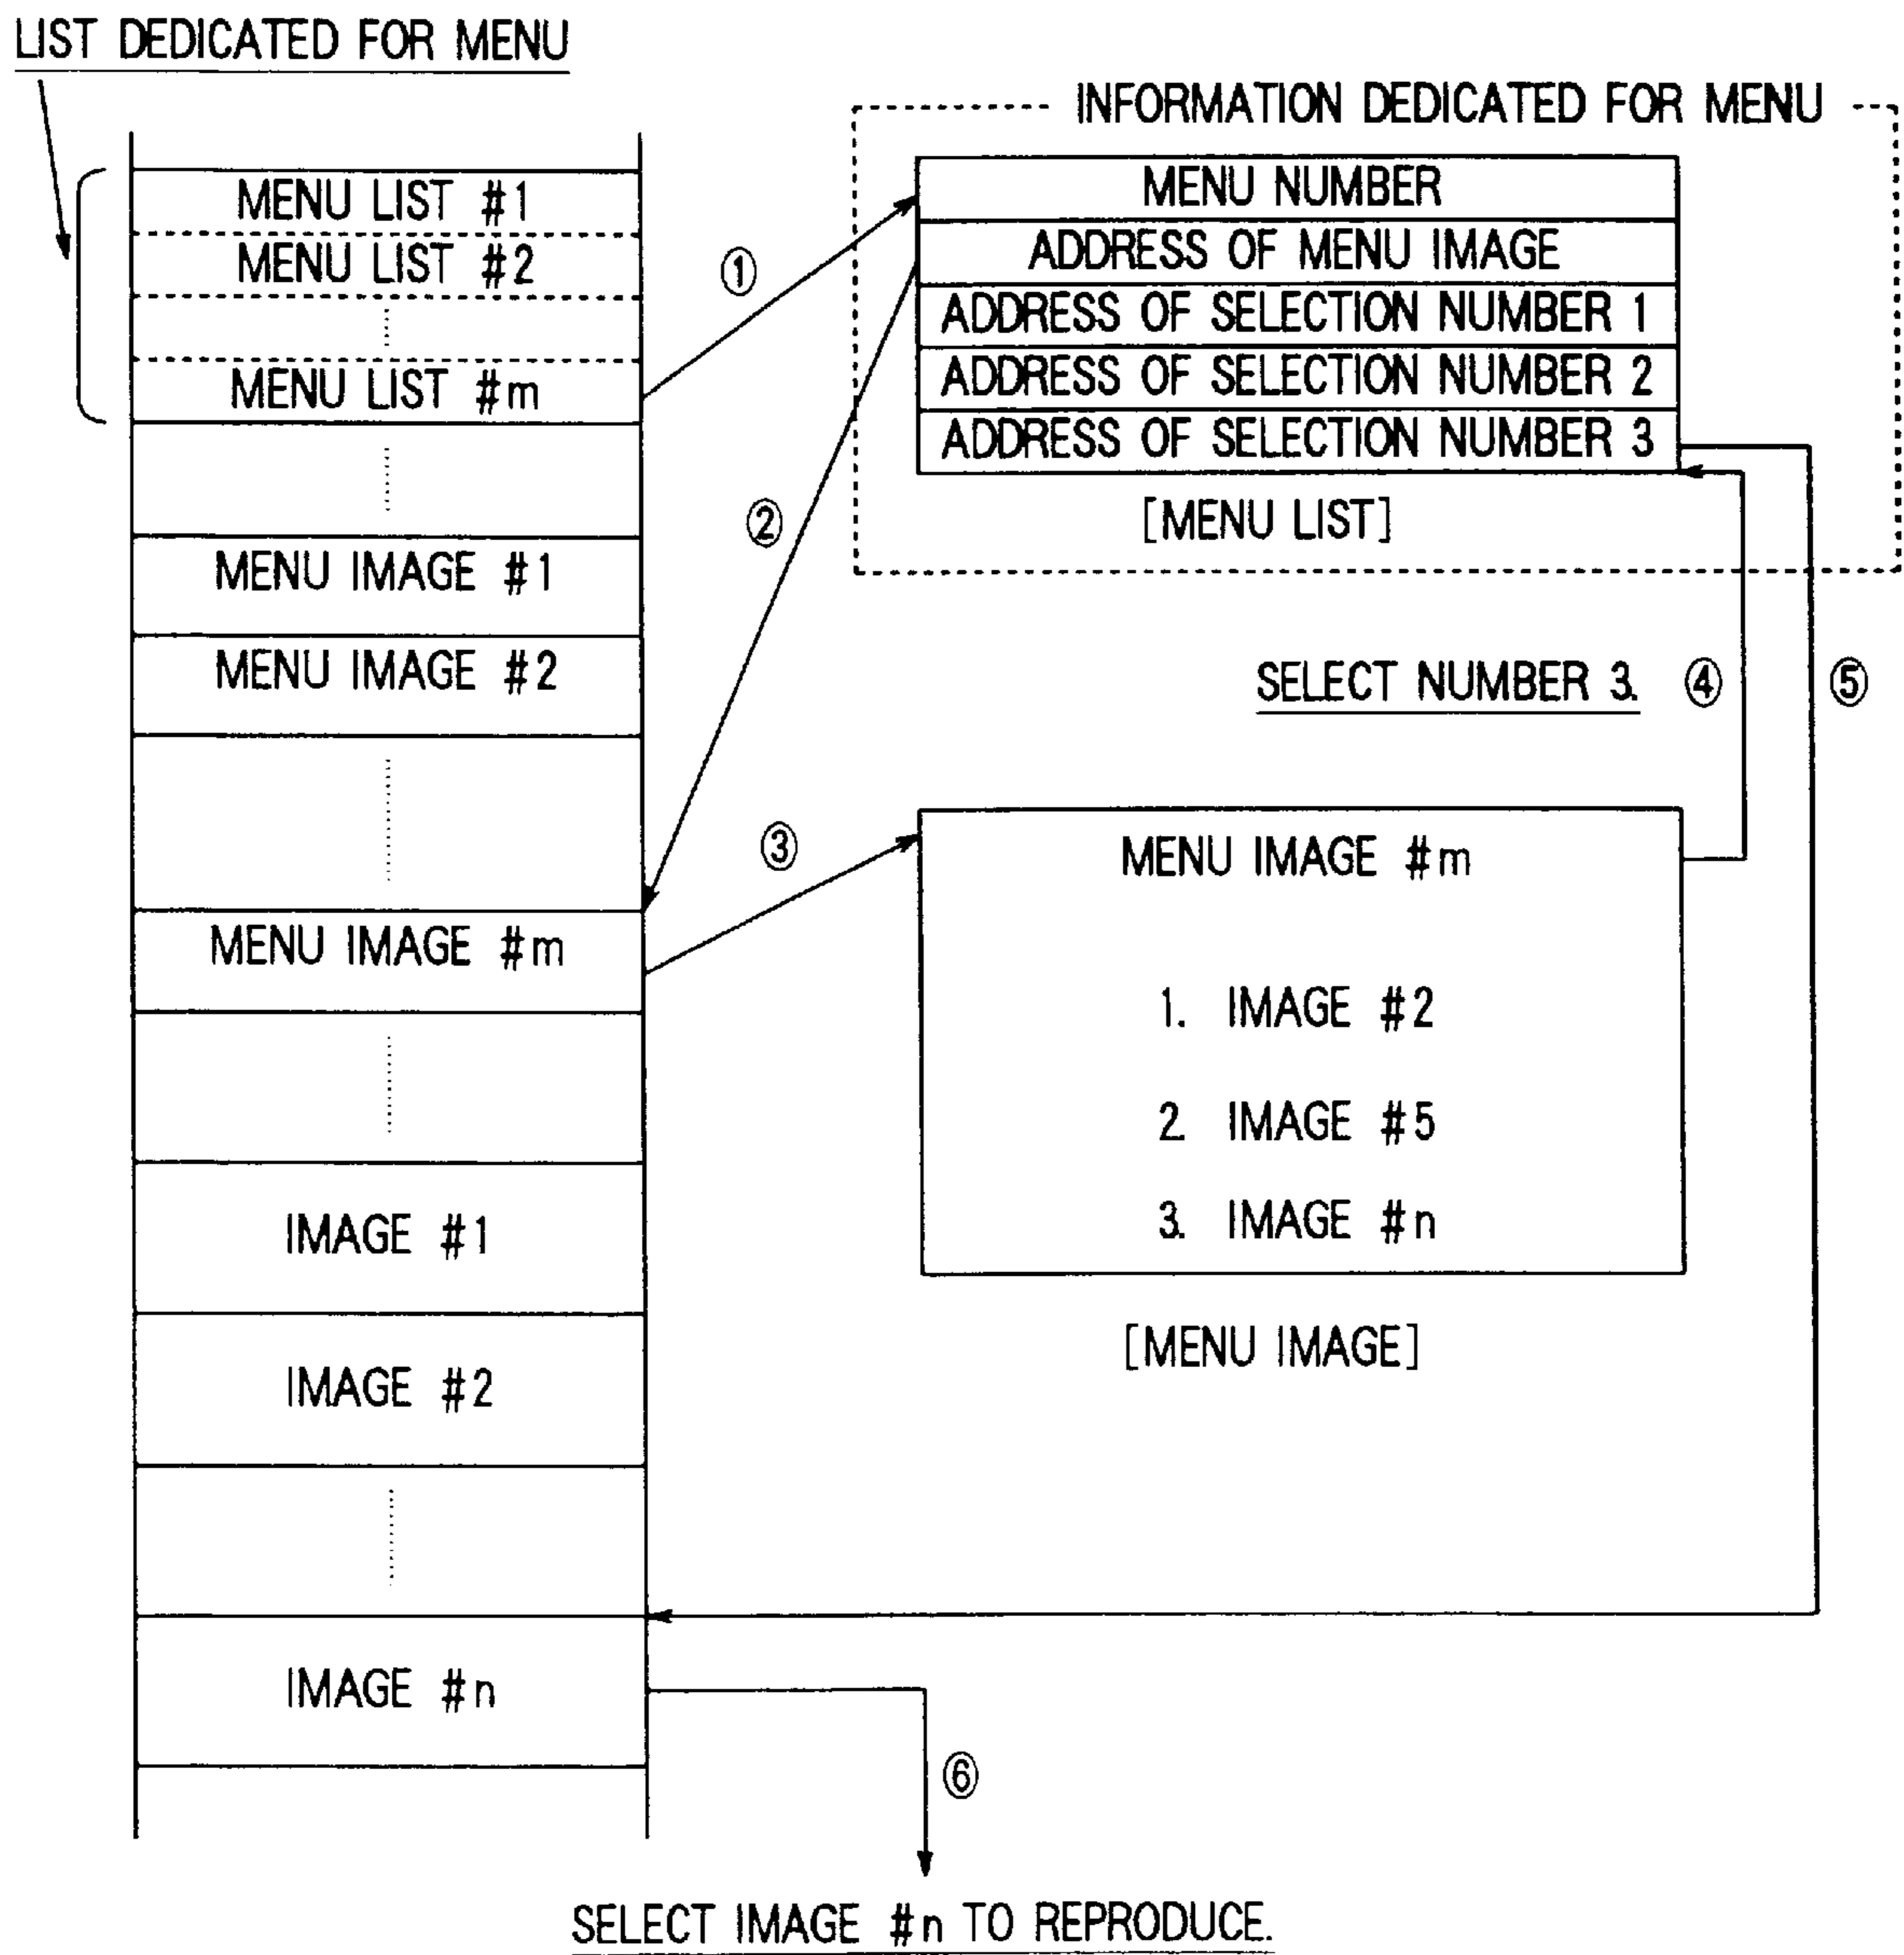 LIST DEDICATED FOR MENU
MENU LIST #1
MENU LIST #2
MENU LIST #m
MENU IMAGE #1
MENU IMAGE #2
MENU IMAGE #m
IMAGE #1
IMAGE #2
IMAGE #n
①
②
③
INFORMATION DEDICATED FOR MENU
MENU NUMBER
ADDRESS OF MENU IMAGE
ADDRESS OF SELECTION NUMBER 1
ADDRESS OF SELECTION NUMBER 2
ADDRESS OF SELECTION NUMBER 3
[MENU LIST]
SELECT NUMBER 3.
④
⑤
MENU IMAGE #m
1. IMAGE #2
2. IMAGE #5
3. IMAGE #n
[MENU IMAGE]
⑥
SELECT IMAGE #n TO REPRODUCE.